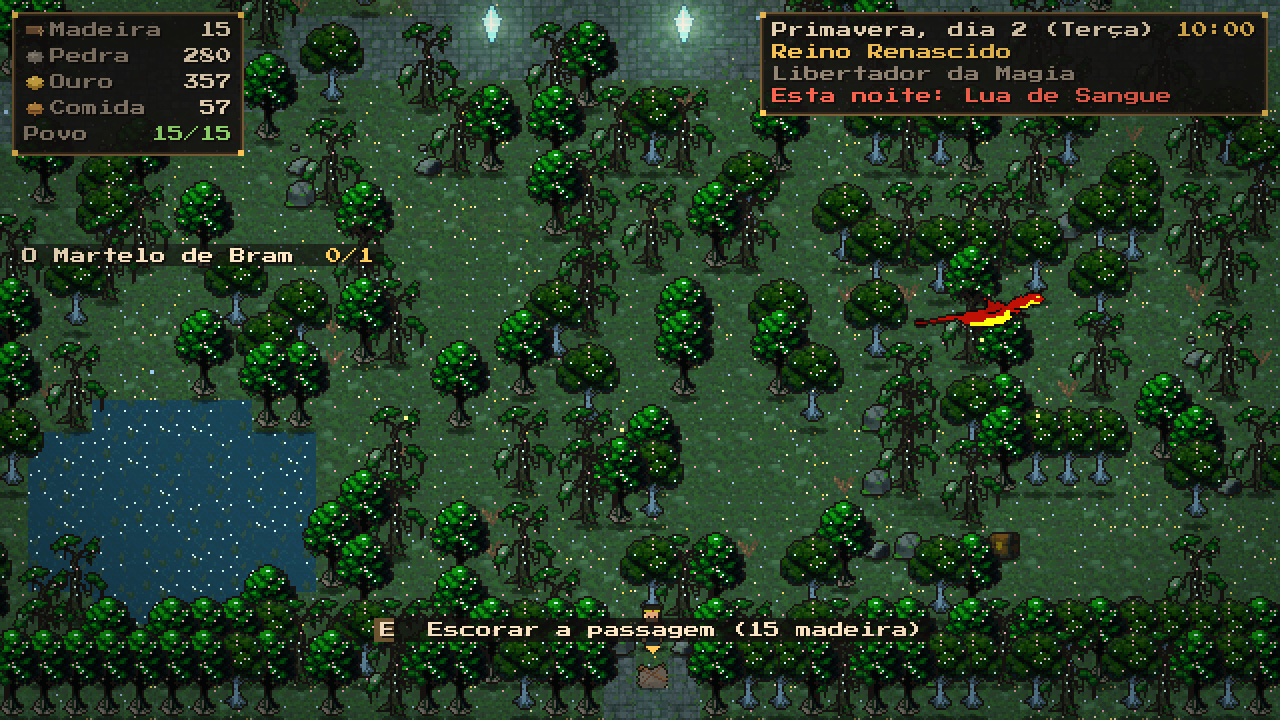 Madeira 15
Pedra 280
Ouro 357
Comida 57
Povo 15/15
Primavera, dia 2 (Terça) 10:00
Reino Renascido
Libertador da Magia
Esta noite: Lua de Sangue
O Martelo de Bram 0/1
E Escorar a passagem (15 madeira)